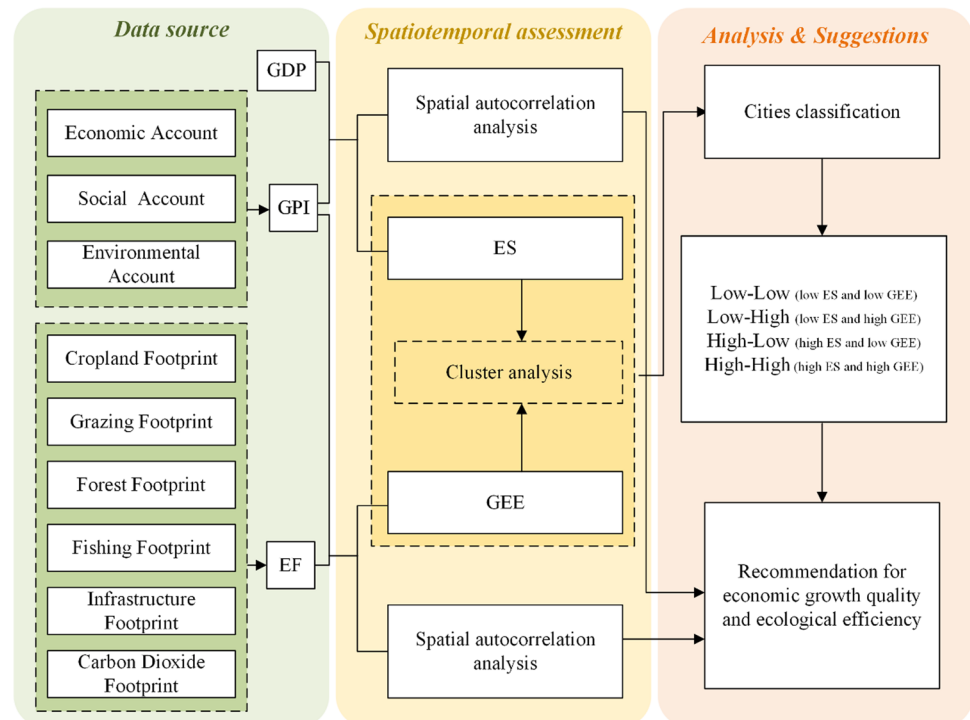 Data source
GDP
Economic Account
Social Account
GPI
Environmental
Account
Cropland Footprint
Grazing Footprint
Forest Footprint
Fishing Footprint
EF
Infrastructure
Footprint
Carbon Dioxide
Footprint
Spatiotemporal assessment
Spatial autocorrelation
analysis
ES
Cluster analysis
GEE
Spatial autocorrelation
analysis
Analysis & Suggestions
Cities classification
Low-Low (low ES and low GEE)
Low-High (low ES and high GEE)
High-Low (high ES and low GEE)
High-High (high ES and high GEE)
Recommendation for
economic growth quality
and ecological efficiency